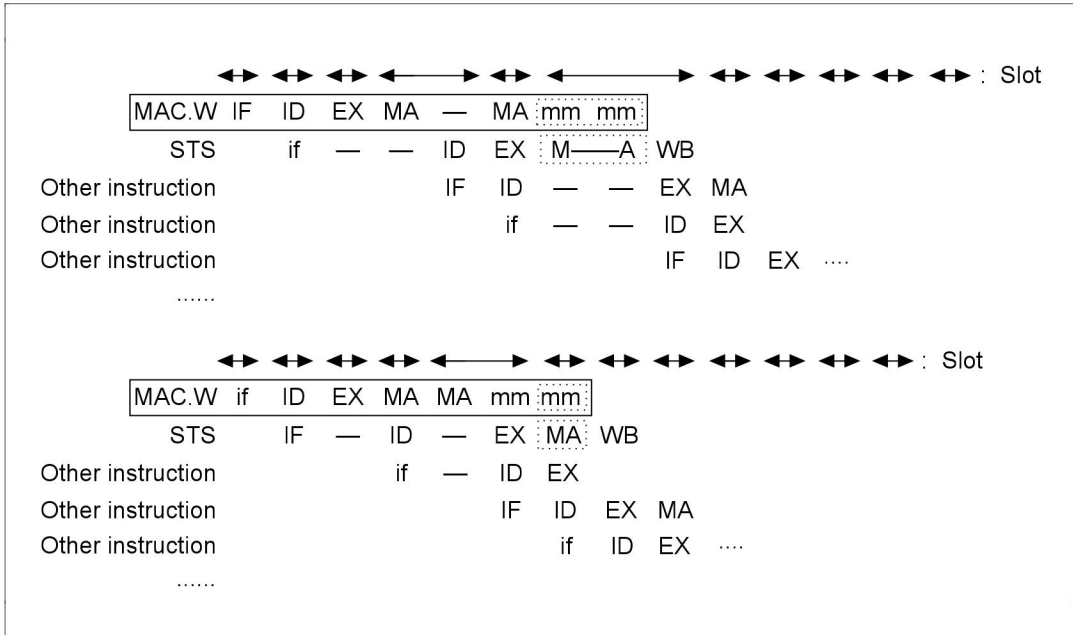 : Slot
MAC.W IF ID EX MA — MA mm mm
STS if — — ID EX M——A WB
Other instruction IF ID — — EX MA
Other instruction if — — ID EX
Other instruction IF ID EX ....
......
: Slot
MAC.W if ID EX MA MA mm mm
STS IF — ID — EX MA WB
Other instruction if — ID EX
Other instruction IF ID EX MA
Other instruction if ID EX ....
......